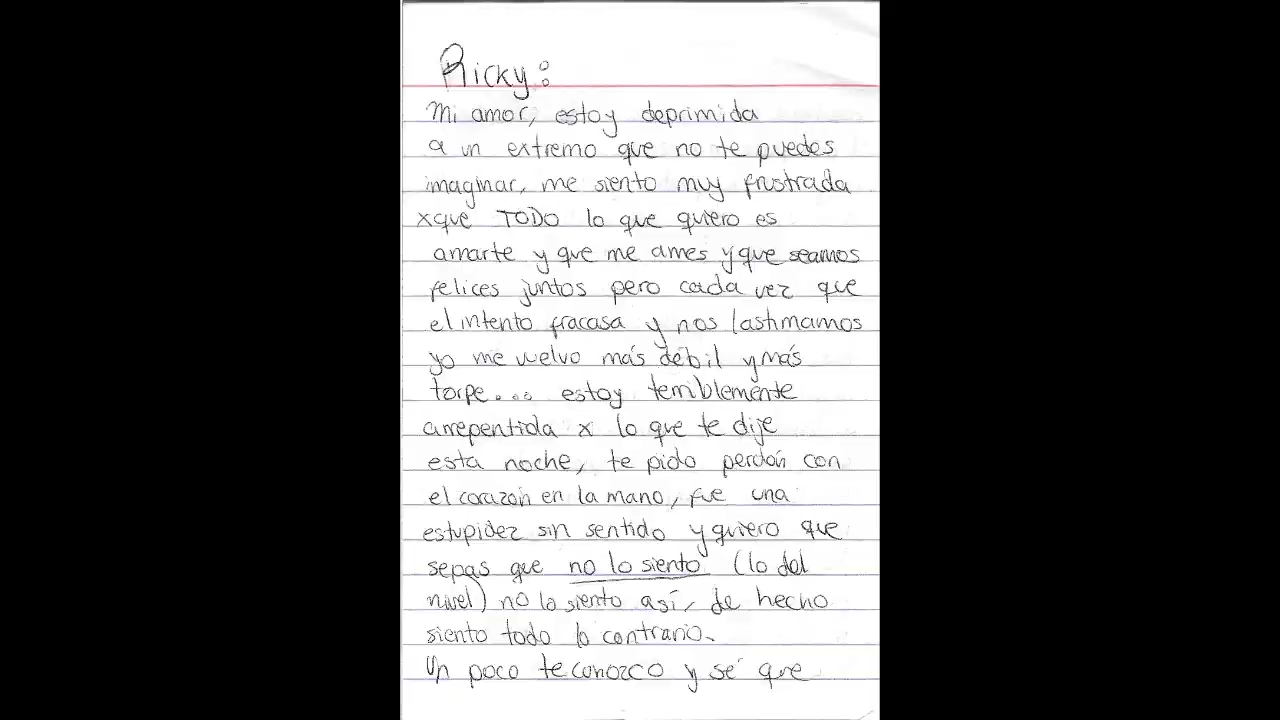 Ricky:
Mi amor, estoy deprimida
a un extremo que no te puedes
imaginar, me siento muy frustrada
xque TODO lo que quiero es
amarte y que me ames y que seamos
felices juntos pero cada vez que
el intento fracasa y nos lastimamos
yo me vuelvo más débil y más
torpe... estoy terriblemente
arrepentida x lo que te dije
esta noche, te pido perdón con
el corazón en la mano, fue una
estupidez sin sentido y quiero que
sepas que no lo siento (lo del
nivel) no lo siento así, de hecho
siento todo lo contrario.
Un poco te conozco y sé que